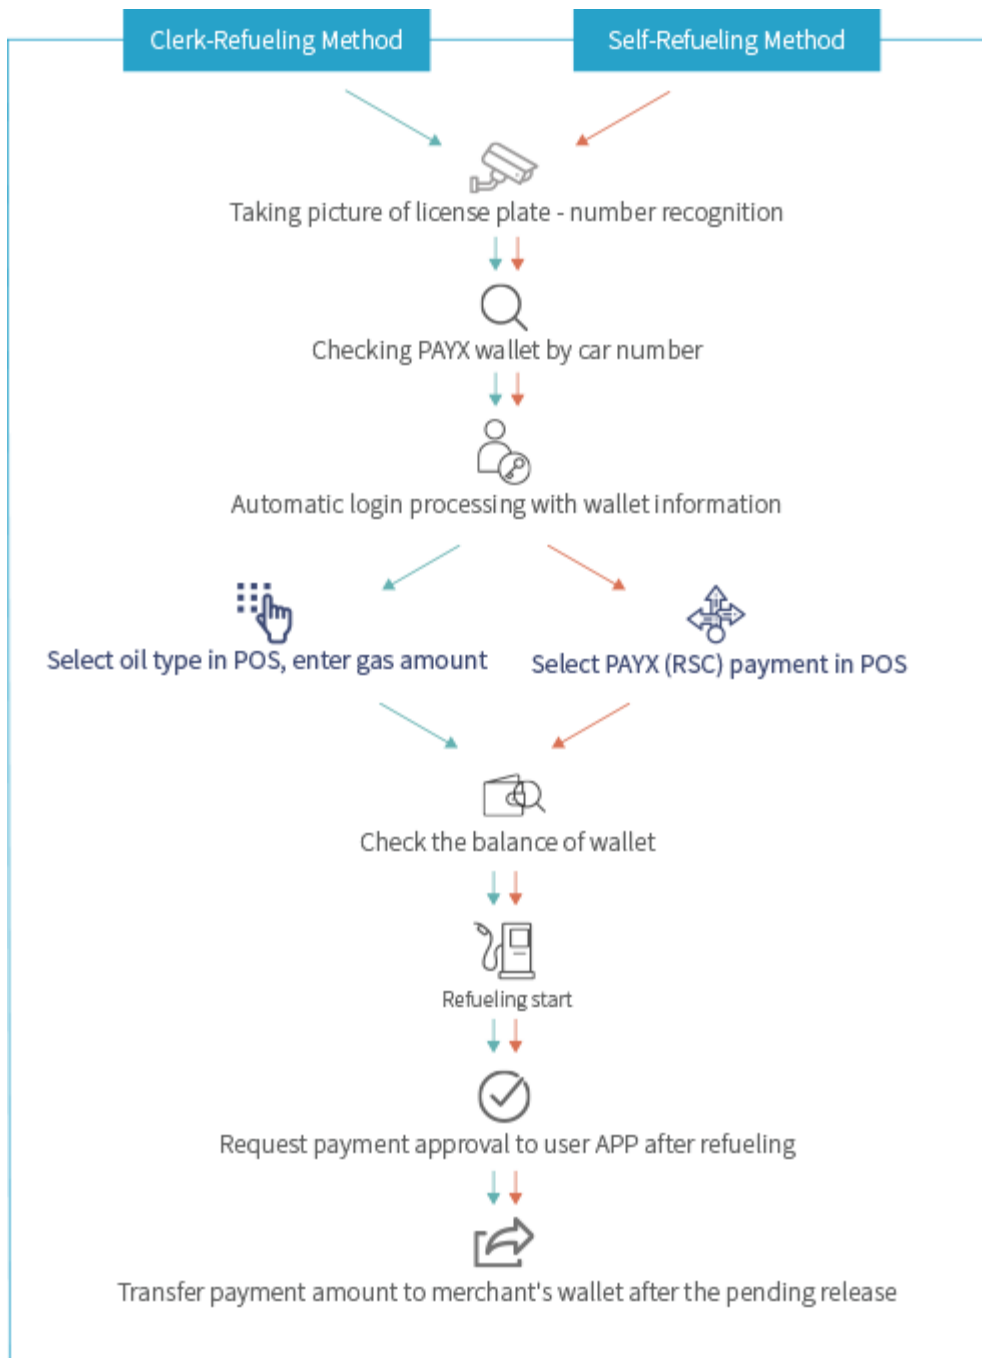 Clerk-Refueling Method
Self-Refueling Method
Taking picture of license plate - number recognition
Checking PAYX wallet by car number
Automatic login processing with wallet information
Select oil type in POS, enter gas amount
Select PAYX (RSC) payment in POS
Check the balance of wallet
Refueling start
Request payment approval to user APP after refueling
Transfer payment amount to merchant's wallet after the pending release